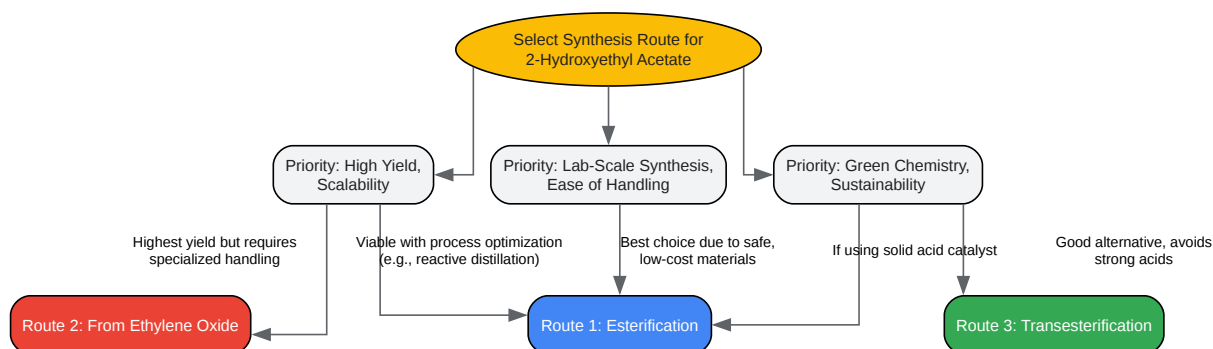 Select Synthesis Route for
2-Hydroxyethyl Acetate
Priority: High Yield,
Scalability
Priority: Lab-Scale Synthesis,
Ease of Handling
Priority: Green Chemistry,
Sustainability
Highest yield but requires
specialized handling
Viable with process optimization
(e.g., reactive distillation)
Best choice due to safe,
low-cost materials
If using solid acid catalyst
Good alternative, avoids
strong acids
Route 2: From Ethylene Oxide
Route 1: Esterification
Route 3: Transesterification